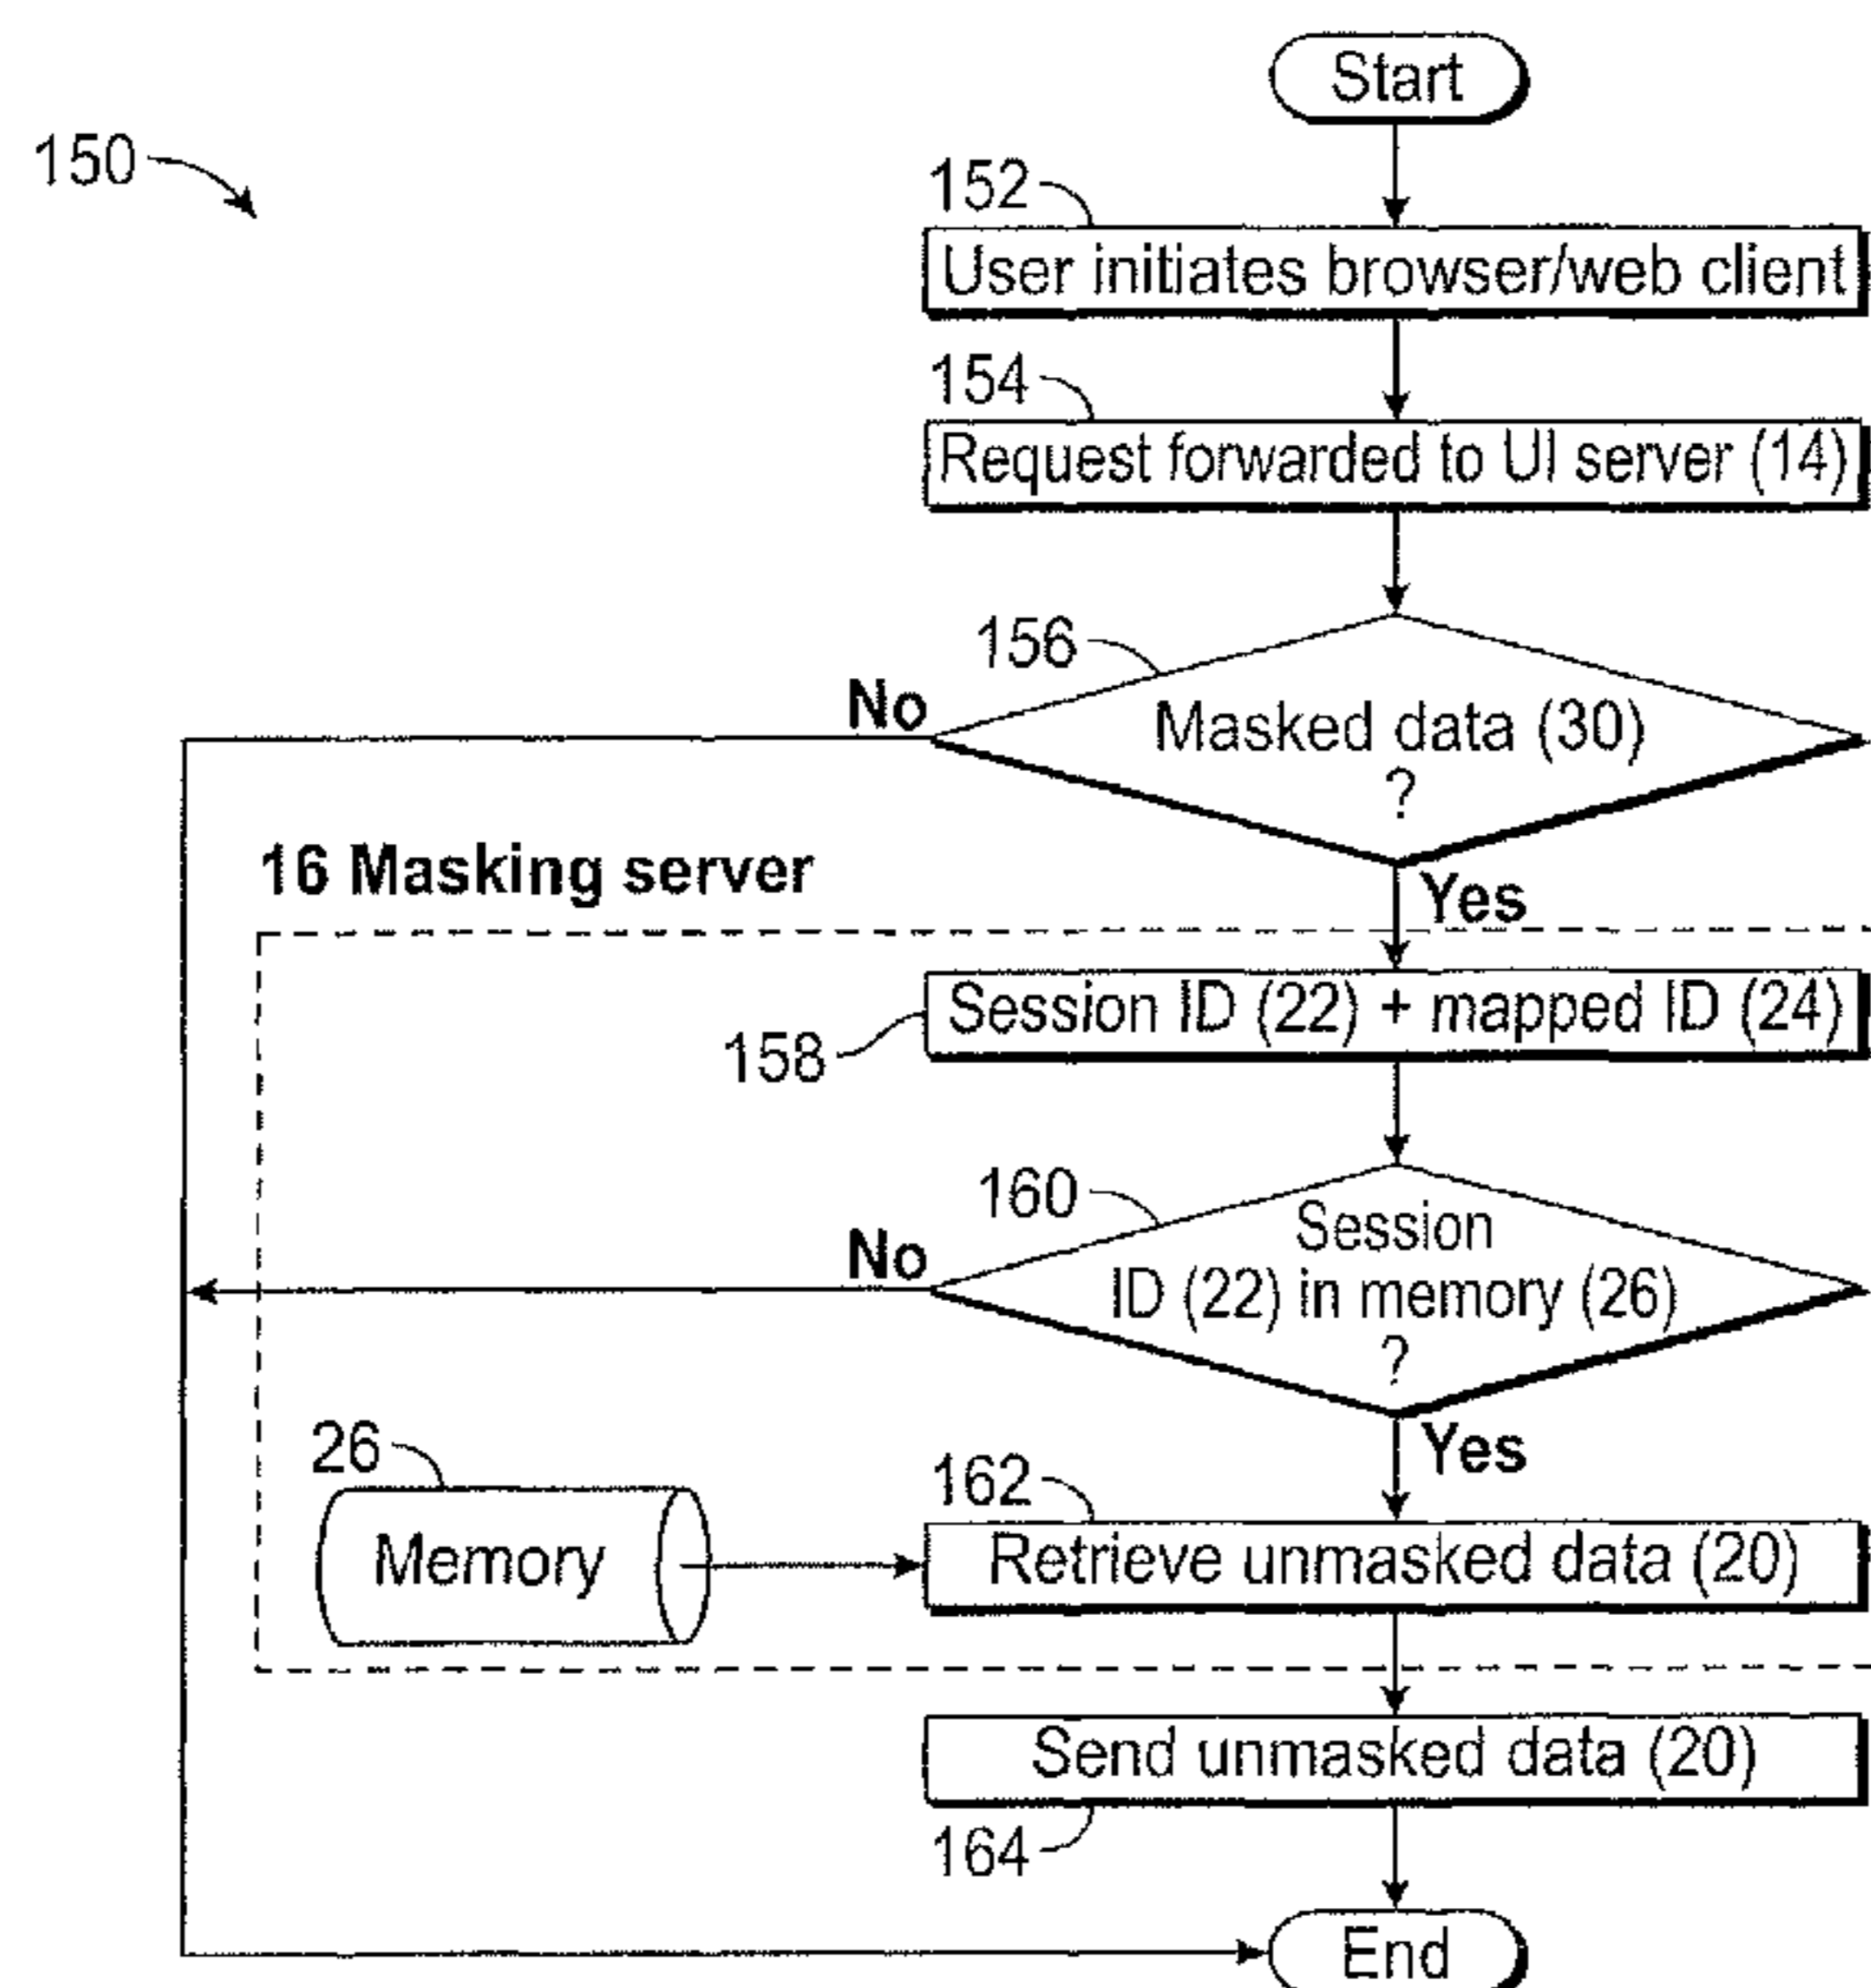 Start
150
152
User initiates browser/web client
154
Request forwarded to UI server (14)
156
No
Masked data (30)
?
16 Masking server
Yes
Session ID (22) + mapped ID (24)
158
160
Session
No
ID (22) in memory (26)
?
26
Yes
162
Memory
Retrieve unmasked data (20)
Send unmasked data (20)
164
End